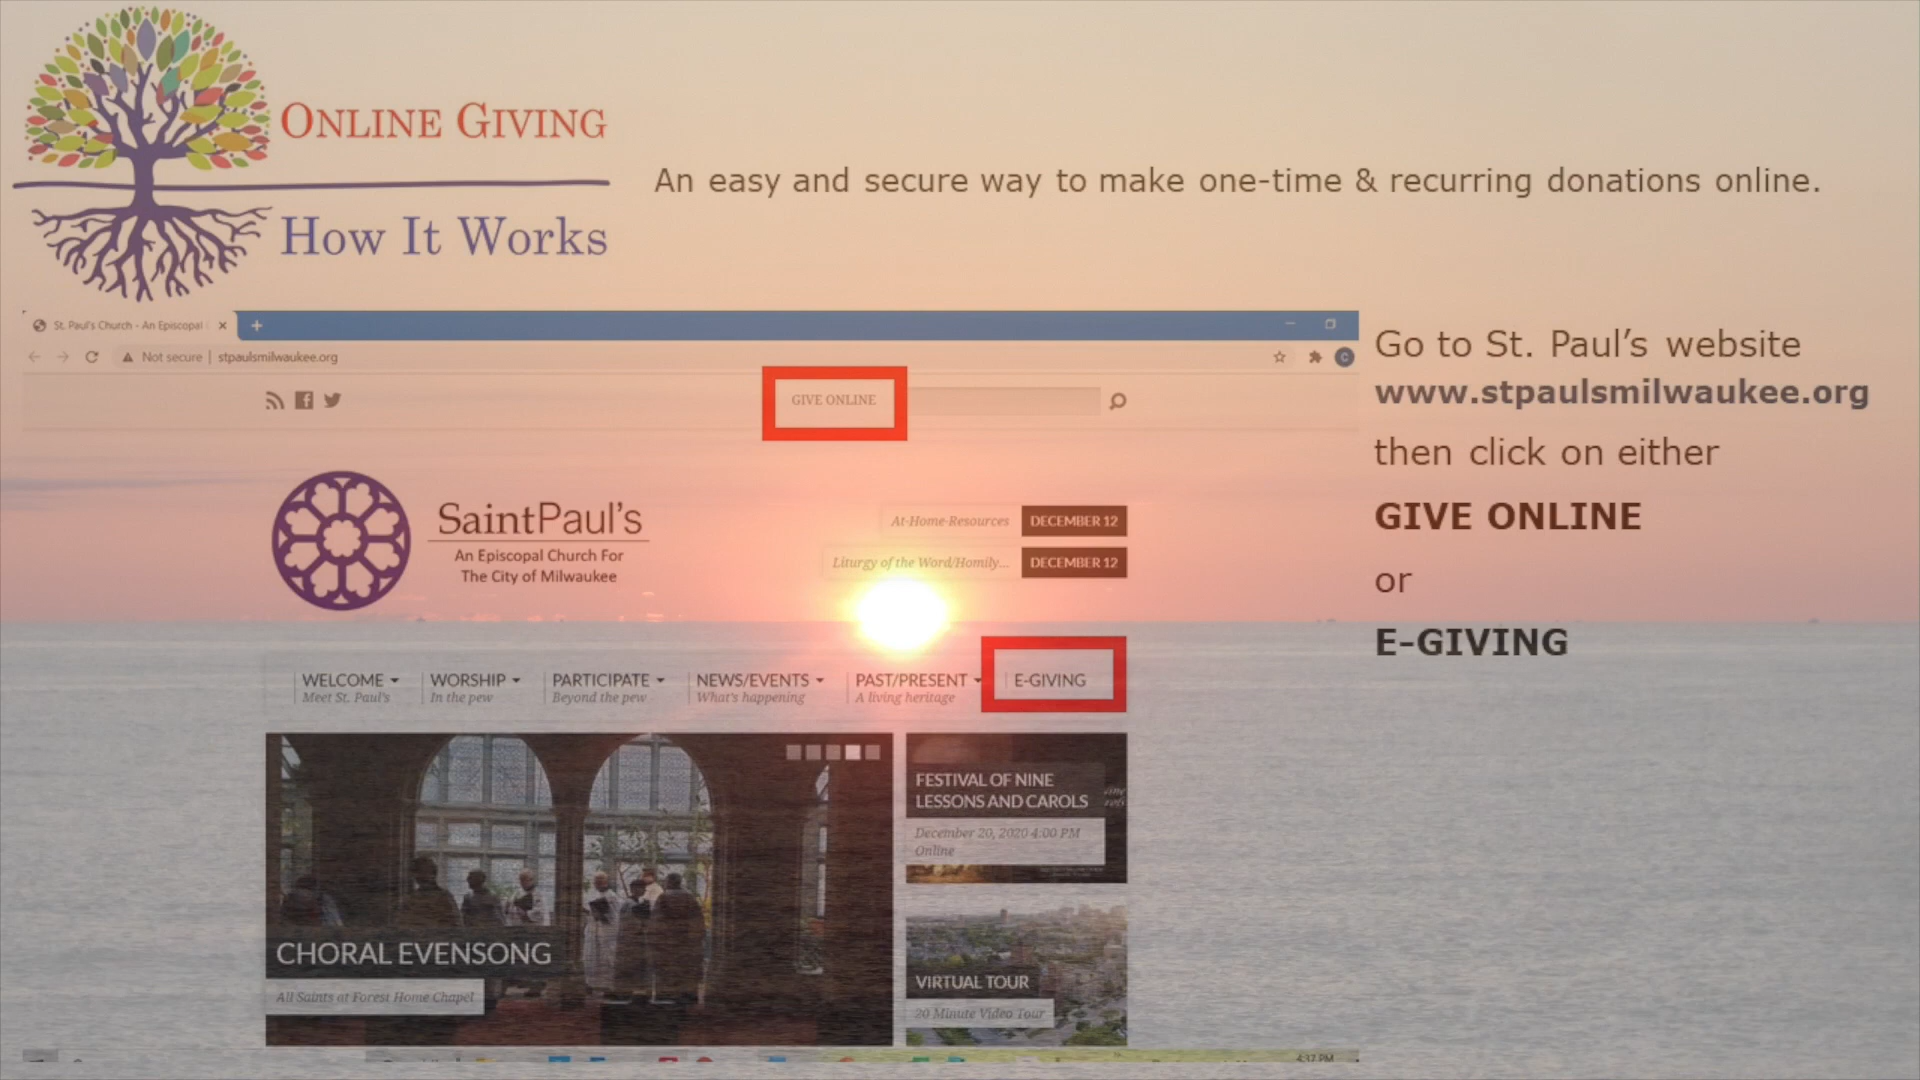 ONLINE GIVING
How It Works
An easy and secure way to make one-time & recurring donations online.
St. Paul's Church - An Episcopal
Not secure | stpaulsmilwaukee.org
GIVE ONLINE
SaintPaul's
An Episcopal Church For
The City of Milwaukee
At-Home-Resources DECEMBER 12
Liturgy of the Word/Homily... DECEMBER 12
WELCOME WORSHIP PARTICIPATE NEWS/EVENTS PAST/PRESENT E-GIVING
Meet St. Paul's In the pew Beyond the pew What's happening A living heritage
CHORAL EVENSONG
All Saints at Forest Home Chapel
FESTIVAL OF NINE
LESSONS AND CAROLS
December 20, 2020 4:00 PM
Online
VIRTUAL TOUR
20 Minute Video Tour
4:37 PM
Go to St. Paul's website
www.stpaulsmilwaukee.org
then click on either
GIVE ONLINE
or
E-GIVING